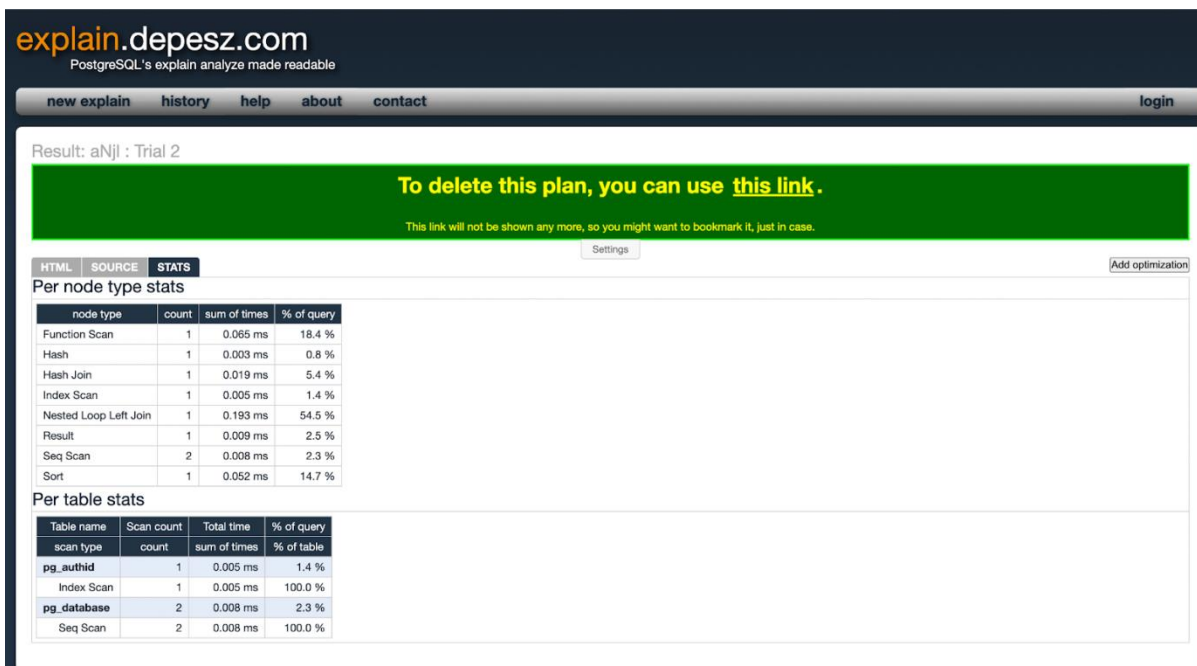 explain.depesz.com
PostgreSQL's explain analyze made readable
new explain history help about contact login
Result: aNjl : Trial 2
To delete this plan, you can use this link.
This link will not be shown any more, so you might want to bookmark it, just in case.
Settings
HTML SOURCE STATS Add optimization
Per node type stats
node type count sum of times % of query
Function Scan 1 0.065 ms 18.4 %
Hash 1 0.003 ms 0.8 %
Hash Join 1 0.019 ms 5.4 %
Index Scan 1 0.005 ms 1.4 %
Nested Loop Left Join 1 0.193 ms 54.5 %
Result 1 0.009 ms 2.5 %
Seq Scan 2 0.008 ms 2.3 %
Sort 1 0.052 ms 14.7 %
Per table stats
Table name Scan count Total time % of query
scan type count sum of times % of table
pg_authid 1 0.005 ms 1.4 %
Index Scan 1 0.005 ms 100.0 %
pg_database 2 0.008 ms 2.3 %
Seq Scan 2 0.008 ms 100.0 %